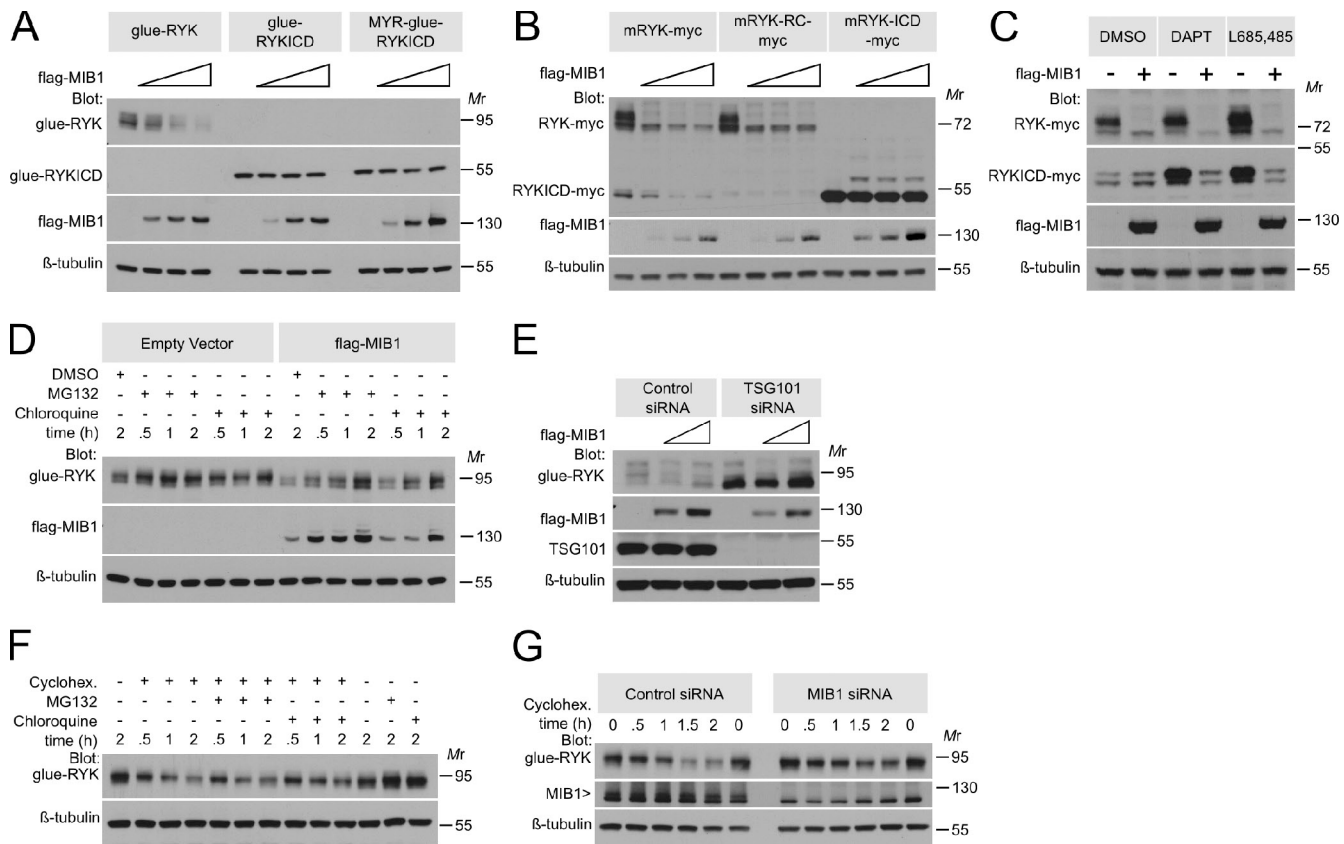 A
glue-RYK
glue-
RYKICD
MYR-glue-
RYKICD
flag-MIB1
Blot:
Mr
glue-RYK
95
glue-RYKICD
55
flag-MIB1
130
ß-tubulin
55
B
mRYK-myc
mRYK-RC-
myc
mRYK-ICD
-myc
flag-MIB1
Blot:
Mr
RYK-myc
72
RYKICD-myc
55
flag-MIB1
130
ß-tubulin
55
C
DMSO
DAPT
L685,485
flag-MIB1 - + - + - +
Blot:
Mr
RYK-myc
72
55
RYKICD-myc
flag-MIB1
130
ß-tubulin
55
D
Empty Vector
flag-MIB1
DMSO + - - - - - - + - - - - - -
MG132 - + + + - - - - + + + - - -
Chloroquine - - - - + + + - - - - + + +
time (h) 2 .5 1 2 .5 1 2 2 .5 1 2 .5 1 2
Blot:
Mr
glue-RYK
95
flag-MIB1
130
ß-tubulin
55
E
Control
siRNA
TSG101
siRNA
flag-MIB1
Blot:
Mr
glue-RYK
95
flag-MIB1
130
TSG101
55
ß-tubulin
55
F
Cyclohex. - + + + + + + + + + - - -
MG132 - - - - + + + - - - - + -
Chloroquine - - - - - - - + + + - - +
time (h) 2 .5 1 2 .5 1 2 .5 1 2 2 2 2
Blot:
Mr
glue-RYK
95
ß-tubulin
55
G
Control siRNA
MIB1 siRNA
Cyclohex.
time (h) 0 .5 1 1.5 2 0 0 .5 1 1.5 2 0
Blot:
Mr
glue-RYK
95
MIB1>
130
ß-tubulin
55